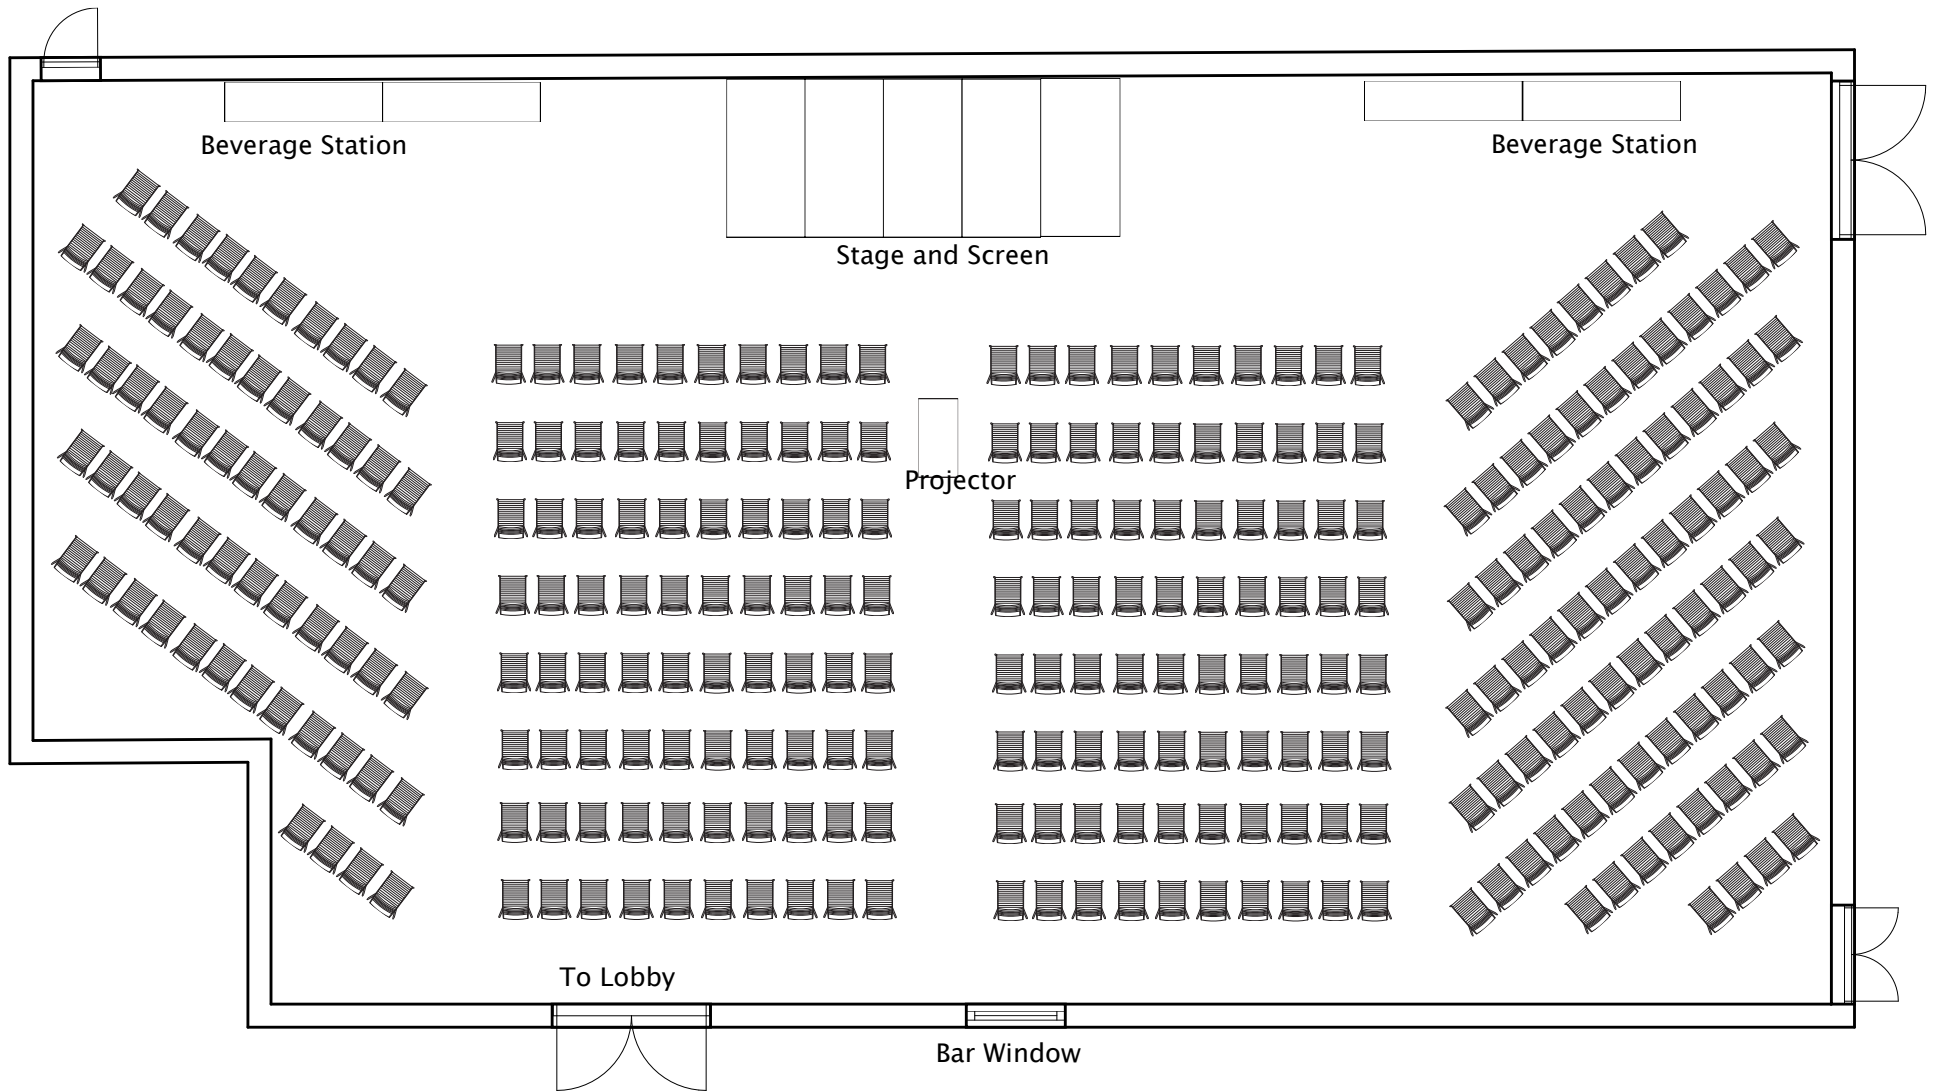 Beverage Station
Beverage Station
Stage and Screen
Projector
To Lobby
Bar Window